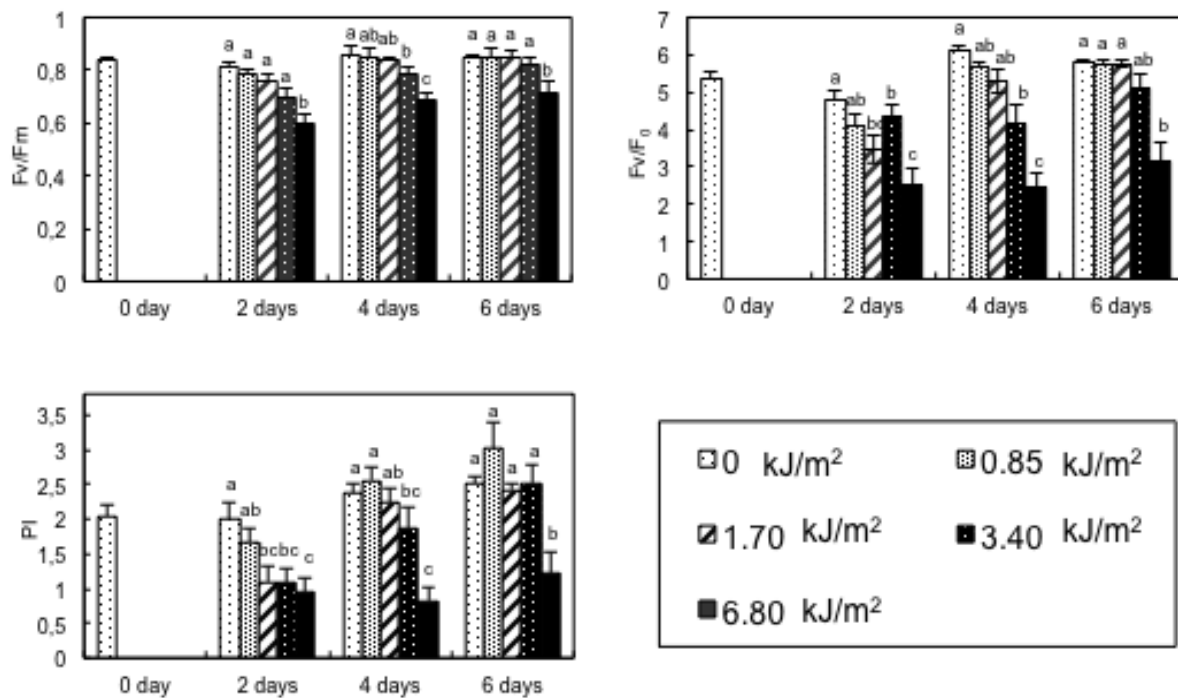 1
0,8
0,6
0,4
0,2
0
Fv/Fm
a a a a b
a ab ab b c
a a a a b
0 day 2 days 4 days 6 days
7
6
5
4
3
2
1
0
Fv/F₀
a ab bc b c
a ab ab b c
a a a ab b
0 day 2 days 4 days 6 days
3,5
3
2,5
2
1,5
1
0,5
0
PI
a ab bc bc c
a a ab bc c
a a a a b
0 day 2 days 4 days 6 days
0 kJ/m² 0.85 kJ/m²
1.70 kJ/m² 3.40 kJ/m²
6.80 kJ/m²